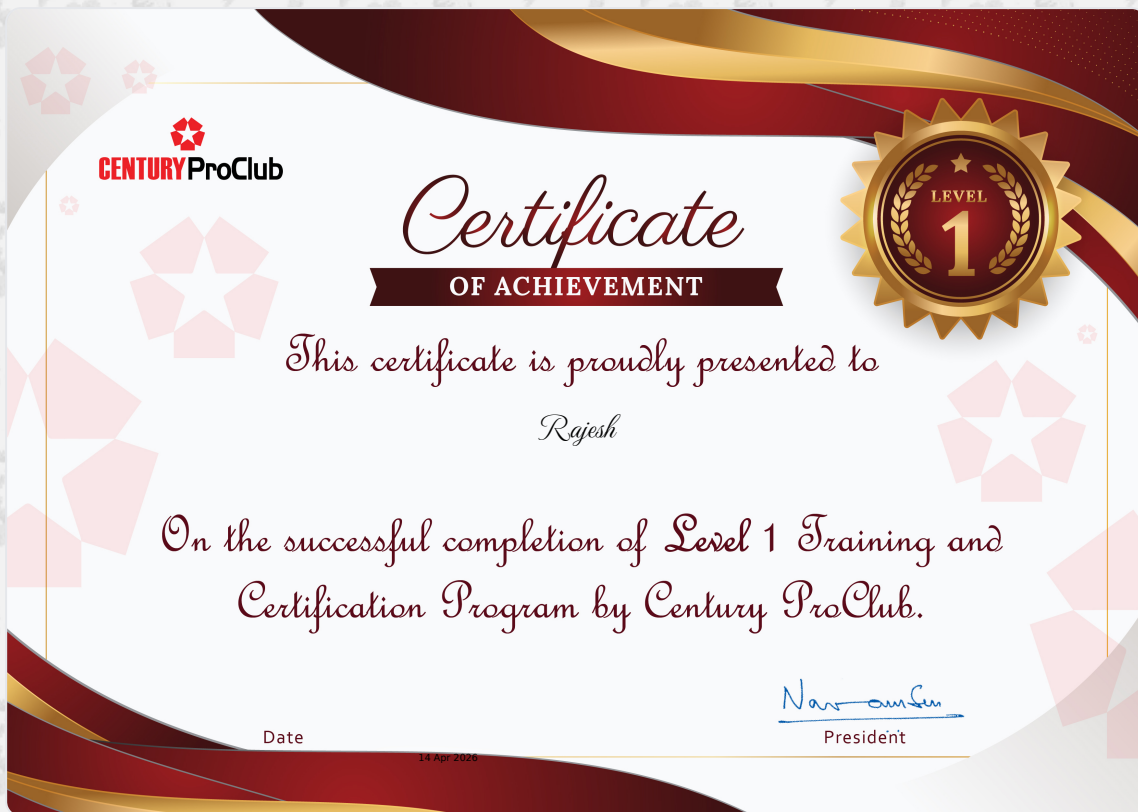 CENTURY ProClub
Certificate
OF ACHIEVEMENT
LEVEL
1
This certificate is proudly presented to
Rajesh
On the successful completion of Level 1 Training and
Certification Program by Century ProClub.
Date
President
14 Apr 2026